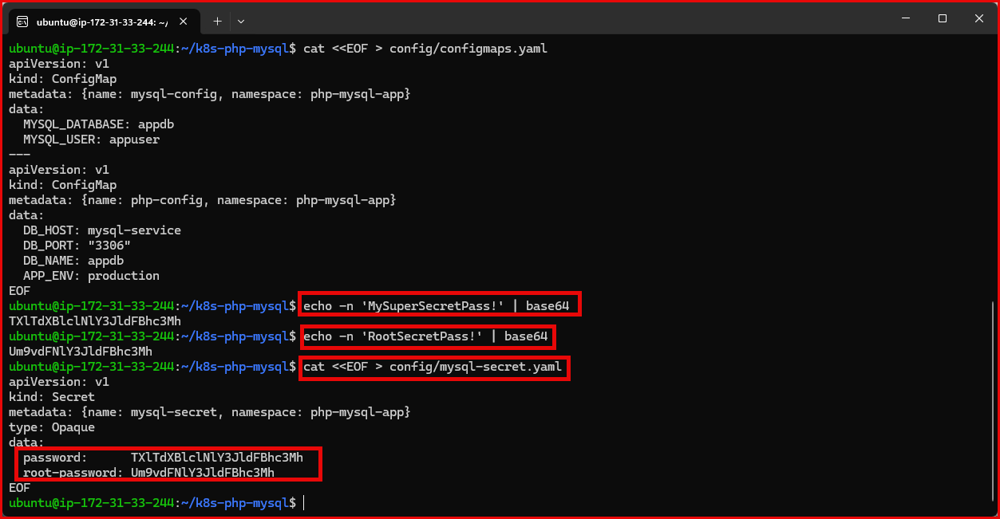 ubuntu@ip-172-31-33-244: ~/
ubuntu@ip-172-31-33-244:~/k8s-php-mysql$ cat <<EOF > config/configmaps.yaml
apiVersion: v1
kind: ConfigMap
metadata: {name: mysql-config, namespace: php-mysql-app}
data:
  MYSQL_DATABASE: appdb
  MYSQL_USER: appuser
---
apiVersion: v1
kind: ConfigMap
metadata: {name: php-config, namespace: php-mysql-app}
data:
  DB_HOST: mysql-service
  DB_PORT: "3306"
  DB_NAME: appdb
  APP_ENV: production
EOF
ubuntu@ip-172-31-33-244:~/k8s-php-mysql$ echo -n 'MySuperSecretPass!' | base64
TXlTdXBlclNlY3JldFBhc3Mh
ubuntu@ip-172-31-33-244:~/k8s-php-mysql$ echo -n 'RootSecretPass!' | base64
Um9vdFNlY3JldFBhc3Mh
ubuntu@ip-172-31-33-244:~/k8s-php-mysql$ cat <<EOF > config/mysql-secret.yaml
apiVersion: v1
kind: Secret
metadata: {name: mysql-secret, namespace: php-mysql-app}
type: Opaque
data:
  password:      TXlTdXBlclNlY3JldFBhc3Mh
  root-password: Um9vdFNlY3JldFBhc3Mh
EOF
ubuntu@ip-172-31-33-244:~/k8s-php-mysql$